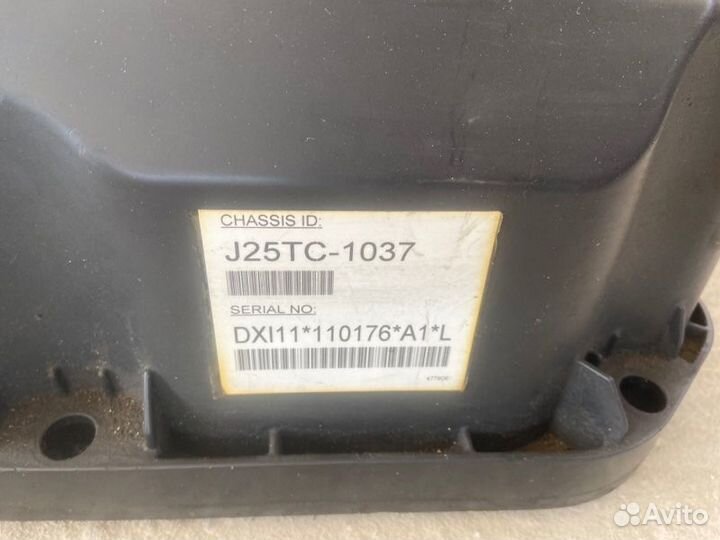 CHASSIS ID:
J25TC-1037
SERIAL NO:
DXI11*110176*A1*L
Avito